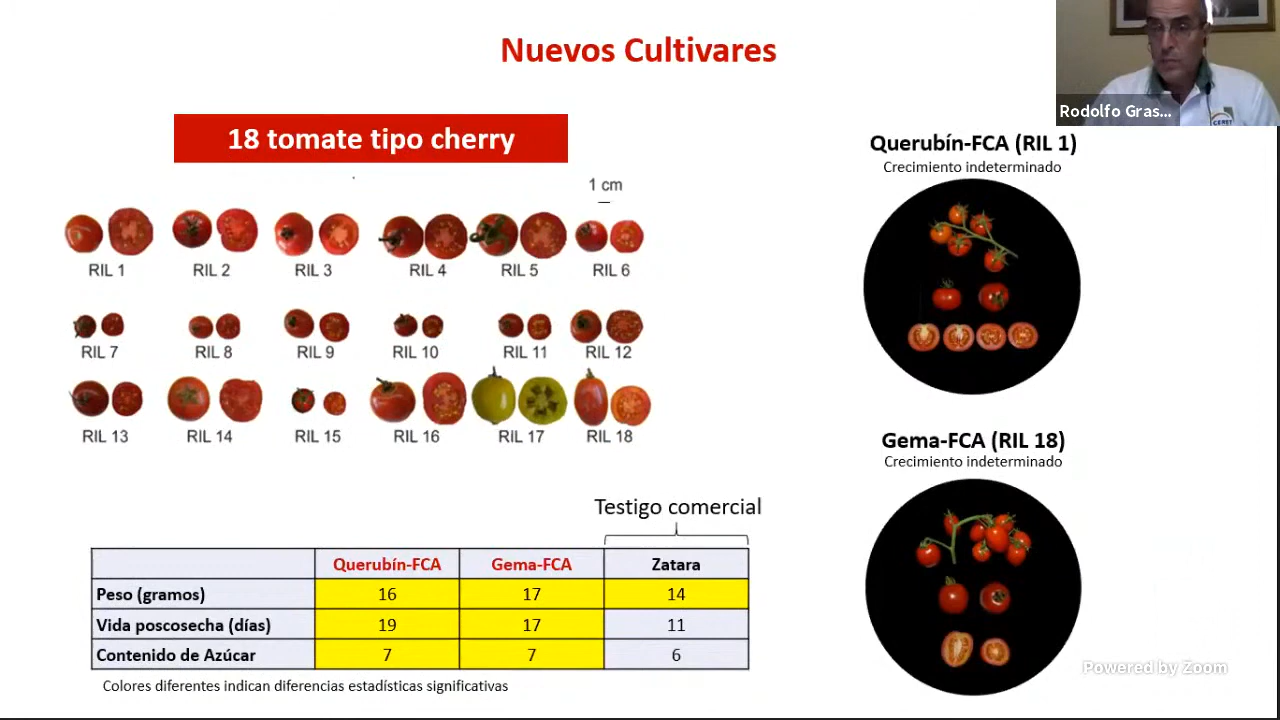 Nuevos Cultivares
18 tomate tipo cherry
1 cm
RIL 1 RIL 2 RIL 3 RIL 4 RIL 5 RIL 6
RIL 7 RIL 8 RIL 9 RIL 10 RIL 11 RIL 12
RIL 13 RIL 14 RIL 15 RIL 16 RIL 17 RIL 18
Testigo comercial
Querubín-FCA Gema-FCA Zatara
Peso (gramos) 16 17 14
Vida poscosecha (días) 19 17 11
Contenido de Azúcar 7 7 6
Colores diferentes indican diferencias estadísticas significativas
Rodolfo Gras...
CERET
Querubín-FCA (RIL 1)
Crecimiento indeterminado
Gema-FCA (RIL 18)
Crecimiento indeterminado
Powered by Zoom